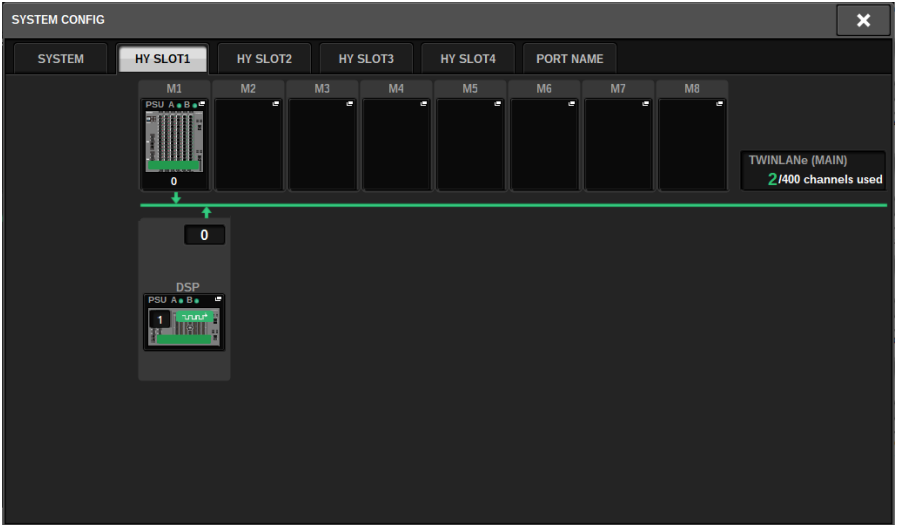 SYSTEM CONFIG
SYSTEM HY SLOT1 HY SLOT2 HY SLOT3 HY SLOT4 PORT NAME
M1 M2 M3 M4 M5 M6 M7 M8
PSU A B
0
TWINLANe (MAIN)
2/400 channels used
0
DSP
PSU A B
1